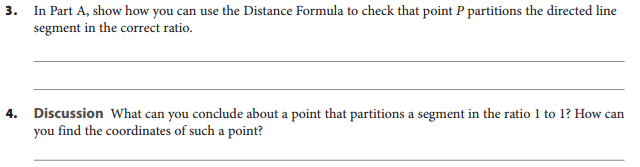 3. In Part A, show how you can use the Distance Formula to check that point P partitions the directed line
segment in the correct ratio.
4. Discussion What can you conclude about a point that partitions a segment in the ratio 1 to 1? How can
you find the coordinates of such a point?